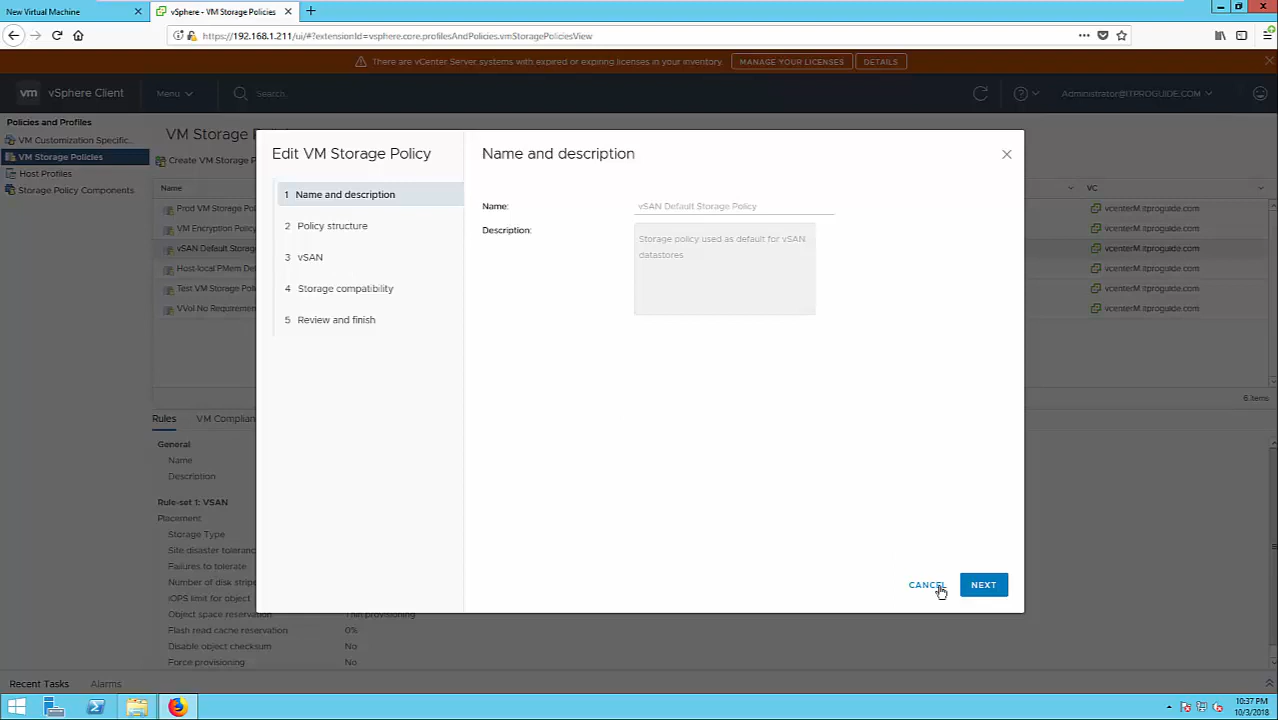 New Virtual Machine
vSphere - VM Storage Policies
https://192.168.1.211/ui/#?extensionId=vsphere.core.profilesAndPolicies.vmStoragePoliciesView
There are vCenter Server systems with expired or expiring licenses in your inventory.
MANAGE YOUR LICENSES
DETAILS
vm vSphere Client
Menu
Search
Administrator@ITPROGUIDE.COM
Policies and Profiles
VM Customization Specific...
VM Storage Policies
Host Profiles
Storage Policy Components
VM Storage
Create VM Storage P
Name
VC
Prod VM Storage Po
vcenterM.itproguide.com
VM Encryption Policy
vcenterM.itproguide.com
vSAN Default Storag
vcenterM.itproguide.com
Host-local PMem De
vcenterM.itproguide.com
Test VM Storage Poli
vcenterM.itproguide.com
VVol No Requiremen
vcenterM.itproguide.com
6 items
Edit VM Storage Policy
1 Name and description
2 Policy structure
3 vSAN
4 Storage compatibility
5 Review and finish
Name and description
Name:
vSAN Default Storage Policy
Description:
Storage policy used as default for vSAN
datastores
CANCEL
NEXT
Rules
VM Complian
General
Name
Description
Rule-set 1: VSAN
Placement
Storage Type
Site disaster toleranc
Failures to tolerate
Number of disk stripe
IOPS limit for object
Object space reservation
Thin provisioning
Flash read cache reservation
0%
Disable object checksum
No
Force provisioning
No
Recent Tasks
Alarms
10:37 PM
10/3/2018